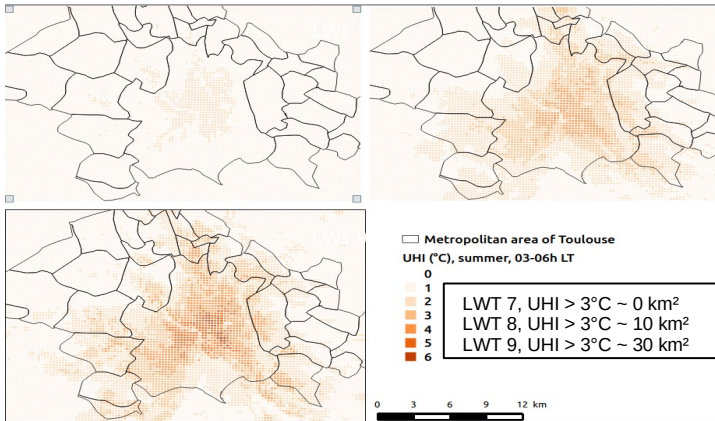 LWT 9
Metropolitan area of Toulouse
UHI (°C), summer, 03-06h LT
0
1
2
3
4
5
6
LWT 7, UHI > 3°C ~ 0 km²
LWT 8, UHI > 3°C ~ 10 km²
LWT 9, UHI > 3°C ~ 30 km²
0 3 6 9 12 km